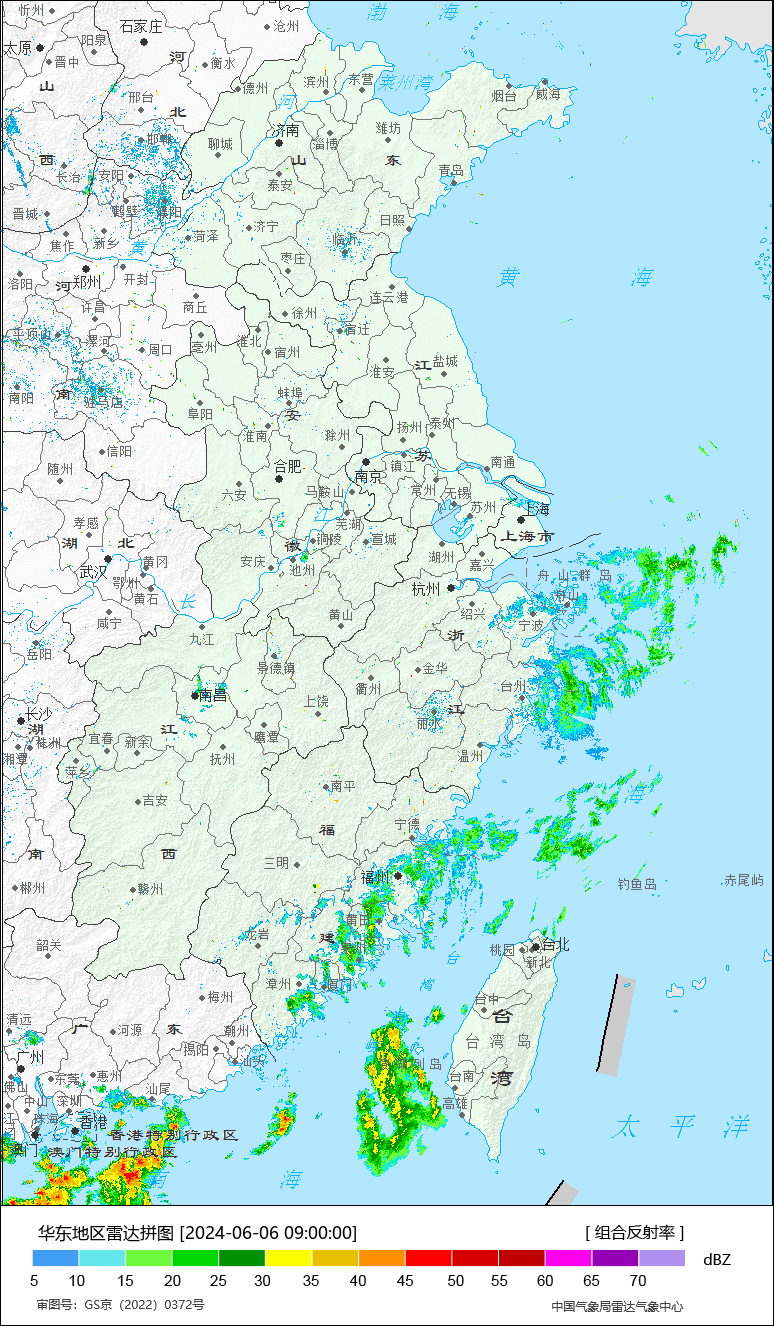 渤 海
忻州
石家庄
沧州
太原
阳泉
河
晋中
衡水
滨州
东营
莱州湾
山
德州
烟台
威海
邢台
河
北
济南
潍坊
邯郸
聊城
淄博
西
山 东
长治
安阳
泰安
青岛
晋城
鹤壁
濮阳
济宁
日照
焦作
新乡
黄
菏泽
临沂
枣庄
黄 海
洛阳
河
郑州
开封
许昌
商丘
连云港
徐州
平顶山
漯河
周口
亳州
淮北
宿州
宿迁
江
盐城
淮安
南阳
南
驻马店
阜阳
蚌埠
安
淮南
滁州
扬州
泰州
苏
信阳
随州
合肥
南京
镇江
南通
六安
马鞍山
常州
无锡
苏州
上海
孝感
芜湖
江
湖 北
徽
铜陵
宣城
上海市
武汉
黄冈
安庆
池州
湖州
嘉兴
鄂州
杭州
舟山群岛
黄石
长
舟山
咸宁
黄山
绍兴
宁波
九江
浙
岳阳
景德镇
金华
衢州
台州
南昌
长沙
上饶
江
丽水
湖
江
株洲
宜春
新余
鹰潭
湘潭
萍乡
抚州
温州
吉安
南平
海
福
宁德
南
西
三明
福州
钓鱼岛
赤尾屿
郴州
赣州
莆田
韶关
龙岩
建
桃园
台北
新北
台
湾
漳州
厦门
梅州
台中
清远
广 东
河源
潮州
台
湾
台湾岛
揭阳
广州
汕头
佛山
东莞
惠州
台南
汕尾
高雄
中山
深圳
珠海
香港
香港特别行政区
太 平 洋
澳门
澳门特别行政区
南 海
华东地区雷达拼图 [2024-06-06 09:00:00]
[ 组合反射率 ]
dBZ
5 10 15 20 25 30 35 40 45 50 55 60 65 70
审图号：GS京（2022）0372号
中国气象局雷达气象中心